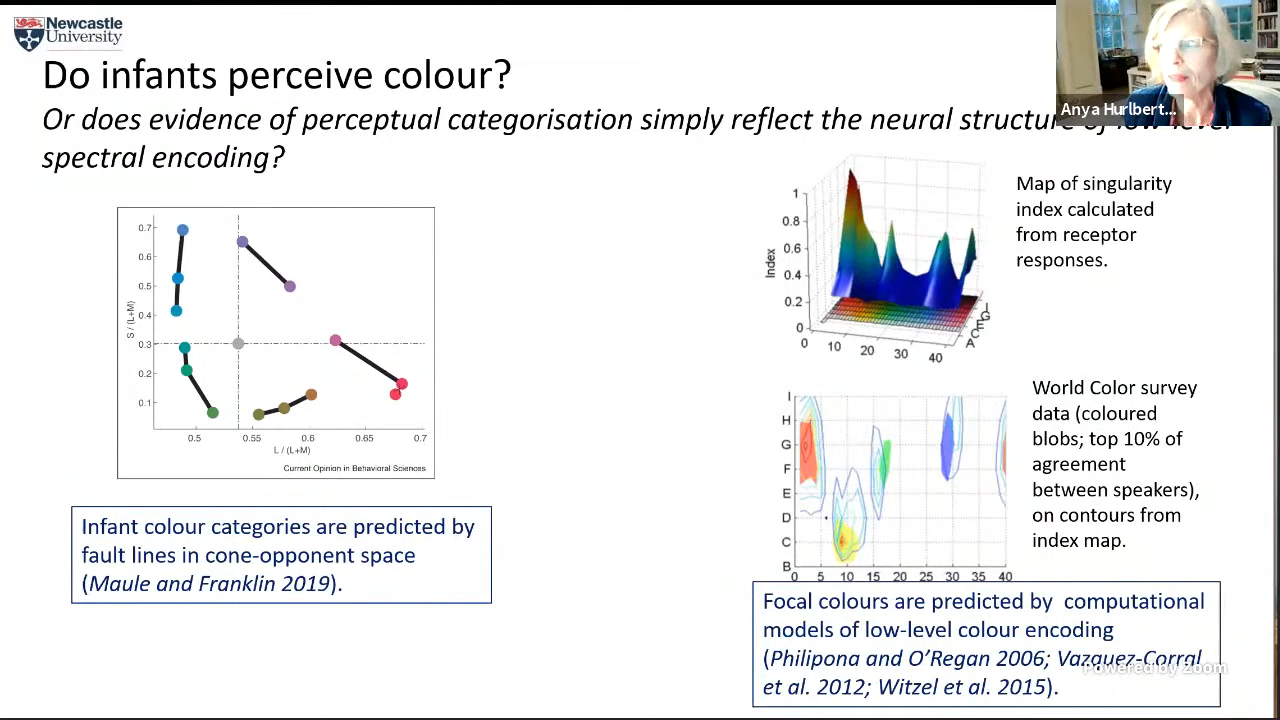 Newcastle
University
Do infants perceive colour?
Anya Hurlbert...
Or does evidence of perceptual categorisation simply reflect the neural structure of low-level
spectral encoding?
0.7
0.6
0.5
0.4
0.3
0.2
0.1
S / (L+M)
0.5 0.55 0.6 0.65 0.7
L / (L+M)
Current Opinion in Behavioral Sciences
Infant colour categories are predicted by
fault lines in cone-opponent space
(Maule and Franklin 2019).
1
0.8
0.6
0.4
0.2
0
Index
0 10 20 30 40
I
G
E
C
A
Map of singularity
index calculated
from receptor
responses.
I
H
G
F
E
D
C
B
0 5 10 15 20 25 30 35 40
World Color survey
data (coloured
blobs; top 10% of
agreement
between speakers),
on contours from
index map.
Focal colours are predicted by computational
models of low-level colour encoding
(Philipona and O'Regan 2006; Vazquez-Corral
et al. 2012; Witzel et al. 2015).
Powered by Zoom